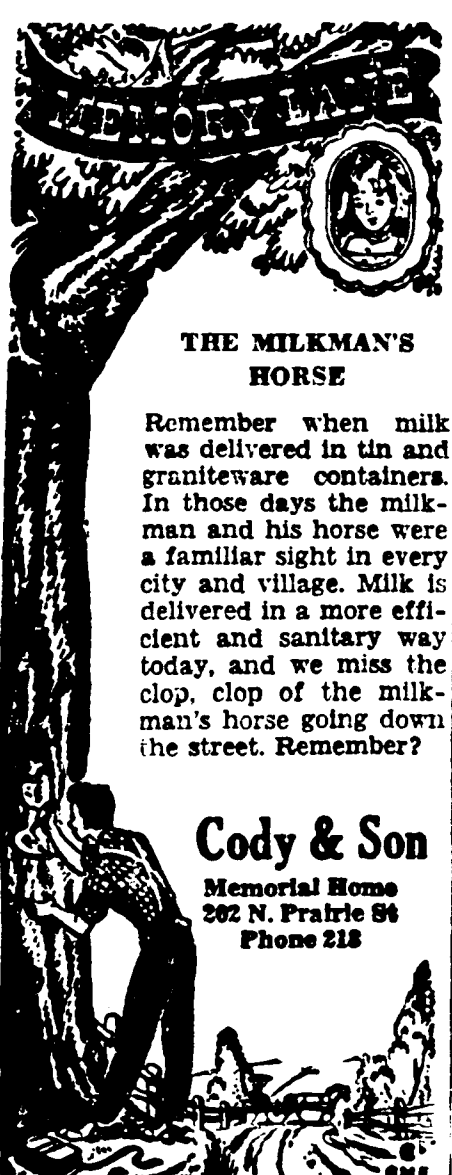 MEMORY LANE
THE MILKMAN'S
HORSE
Remember when milk
was delivered in tin and
graniteware containers.
In those days the milk-
man and his horse were
a familiar sight in every
city and village. Milk is
delivered in a more effi-
cient and sanitary way
today, and we miss the
clop, clop of the milk-
man's horse going down
the street. Remember?
Cody & Son
Memorial Home
202 N. Prairie St
Phone 218